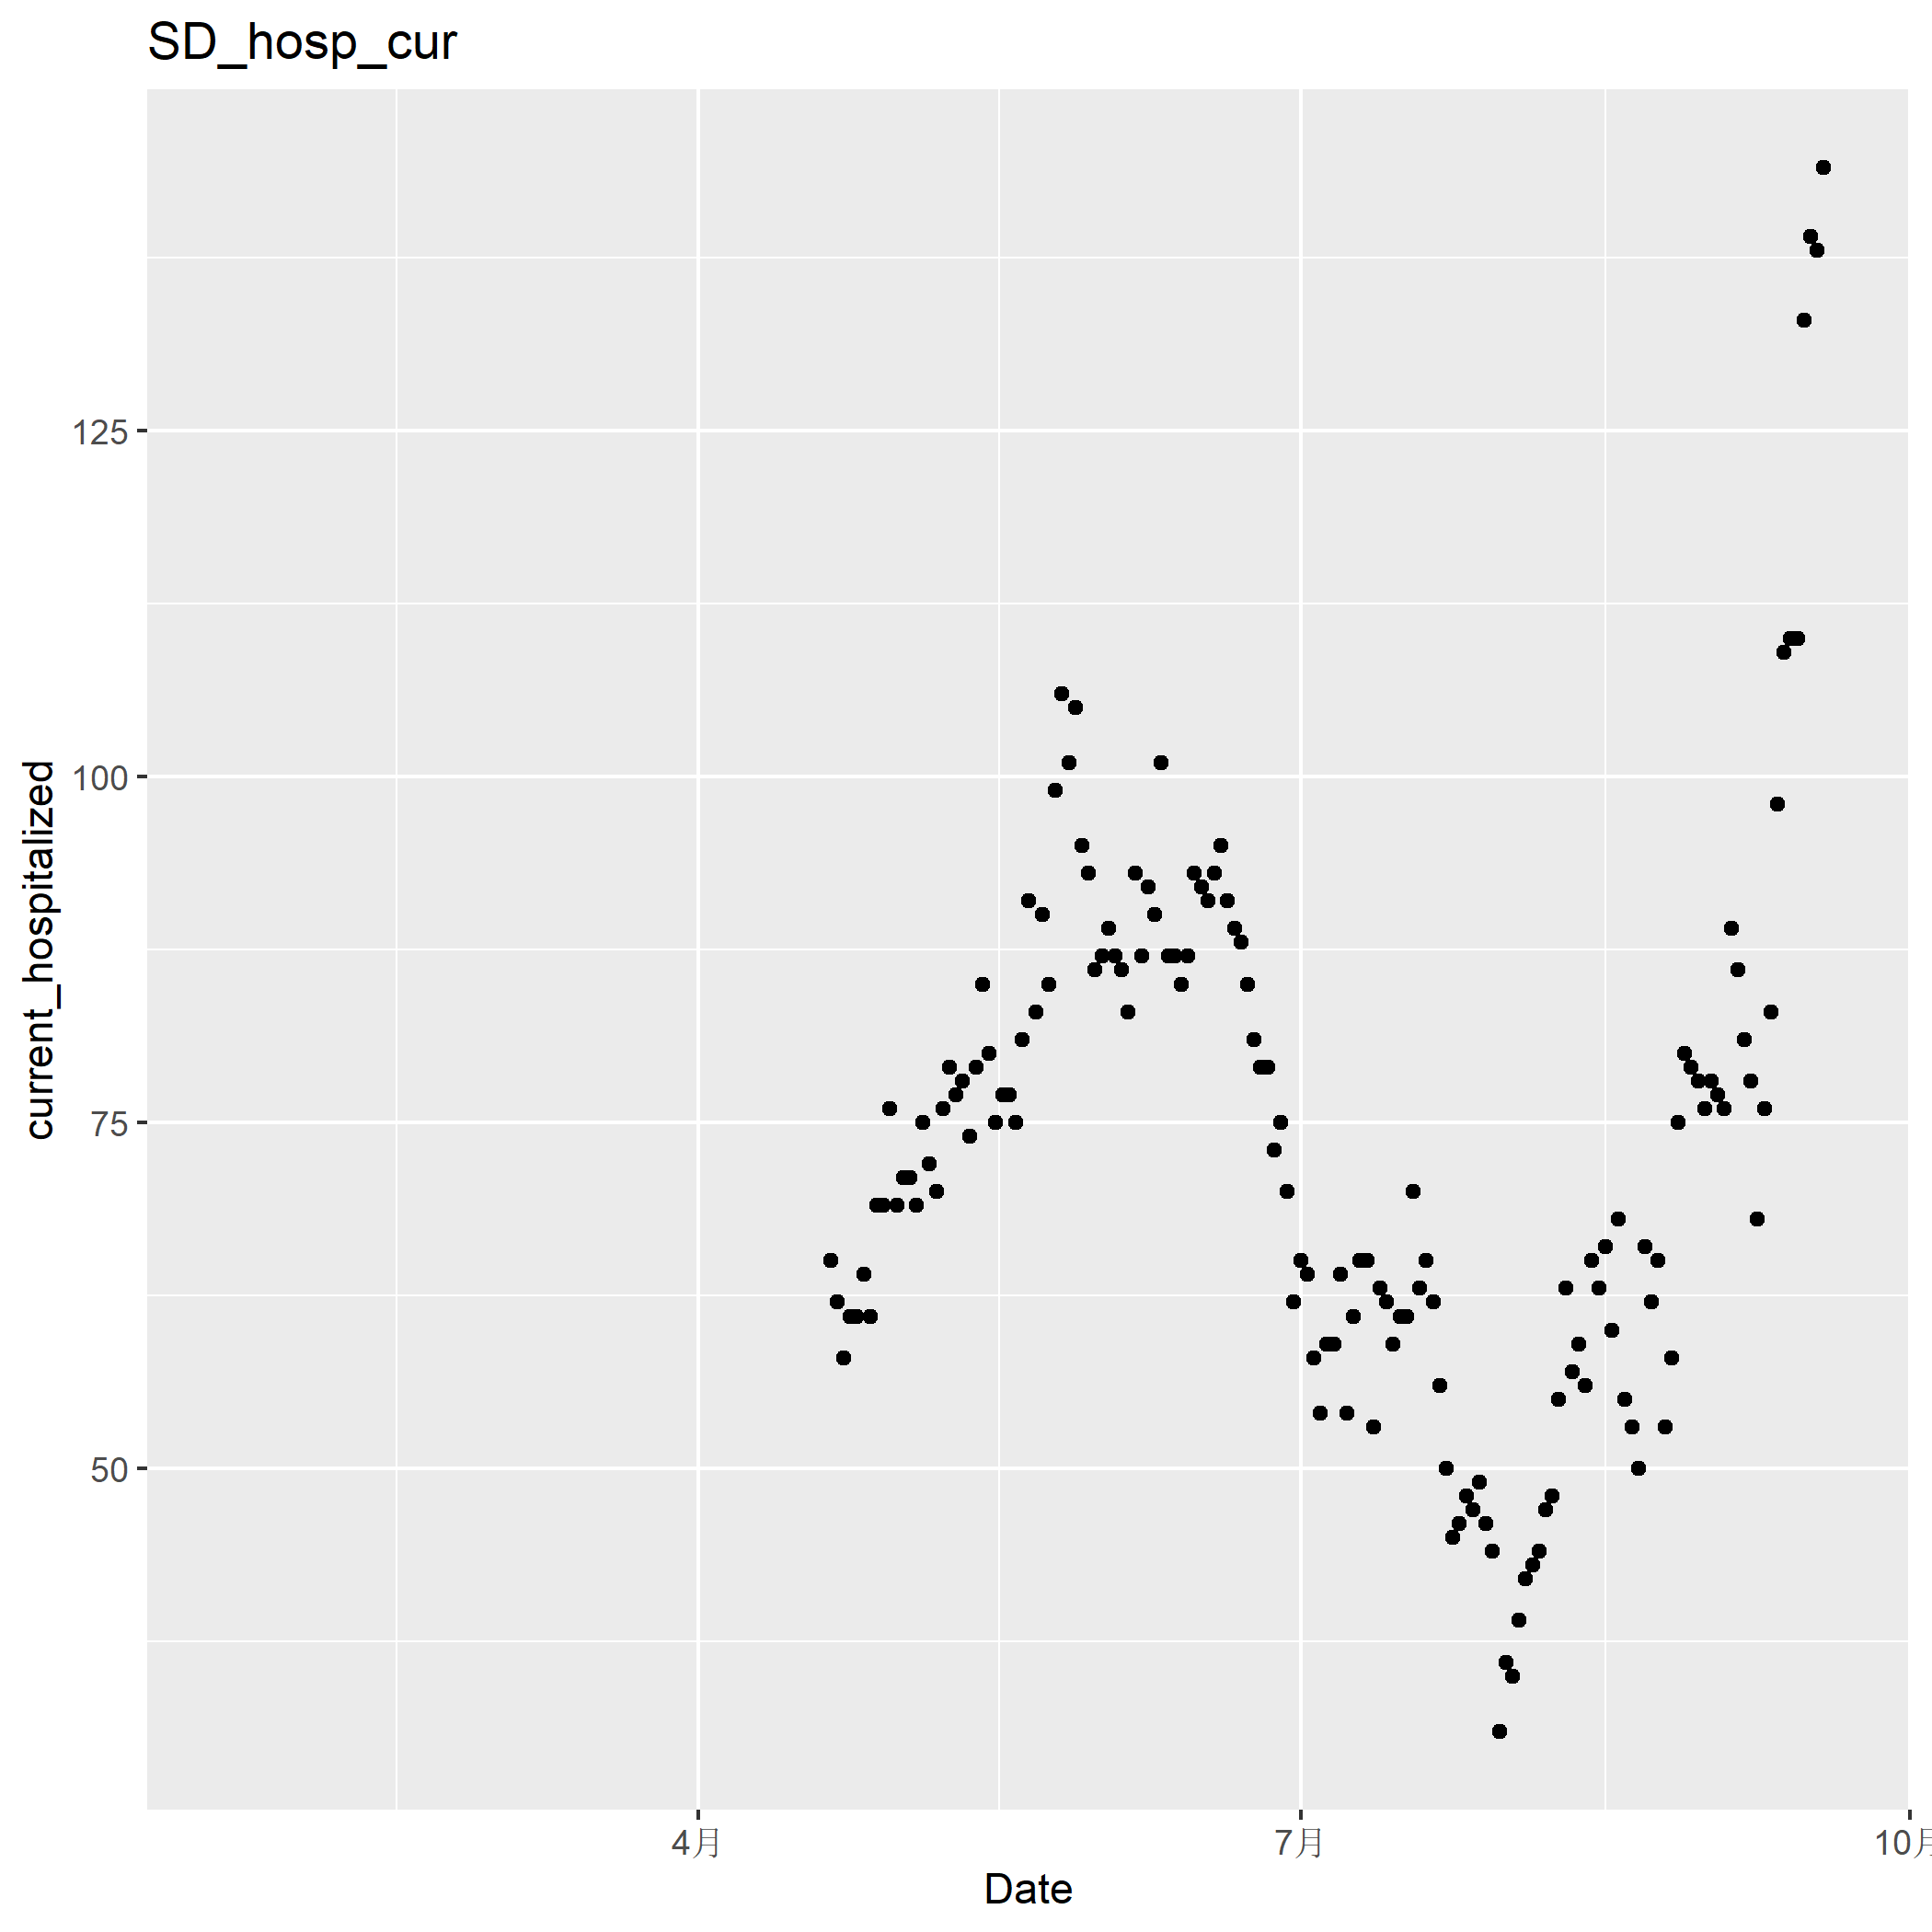 SD_hosp_cur
current_hospitalized
125
100
75
50
4月
7月
10月
Date